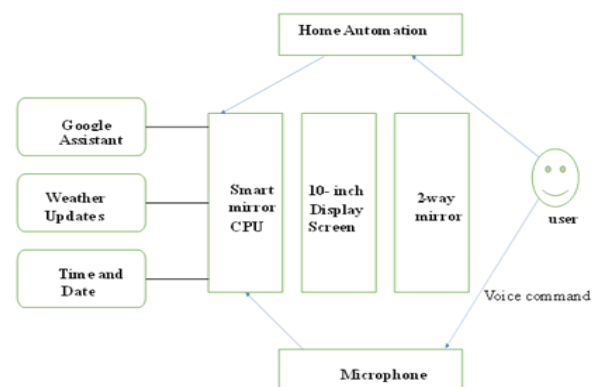 Home Automation
Google
Assistant
Weather
Updates
Time and
Date
Smart
mirror
CPU
10- inch
Display
Screen
2-way
mirror
user
Voice command
Microphone